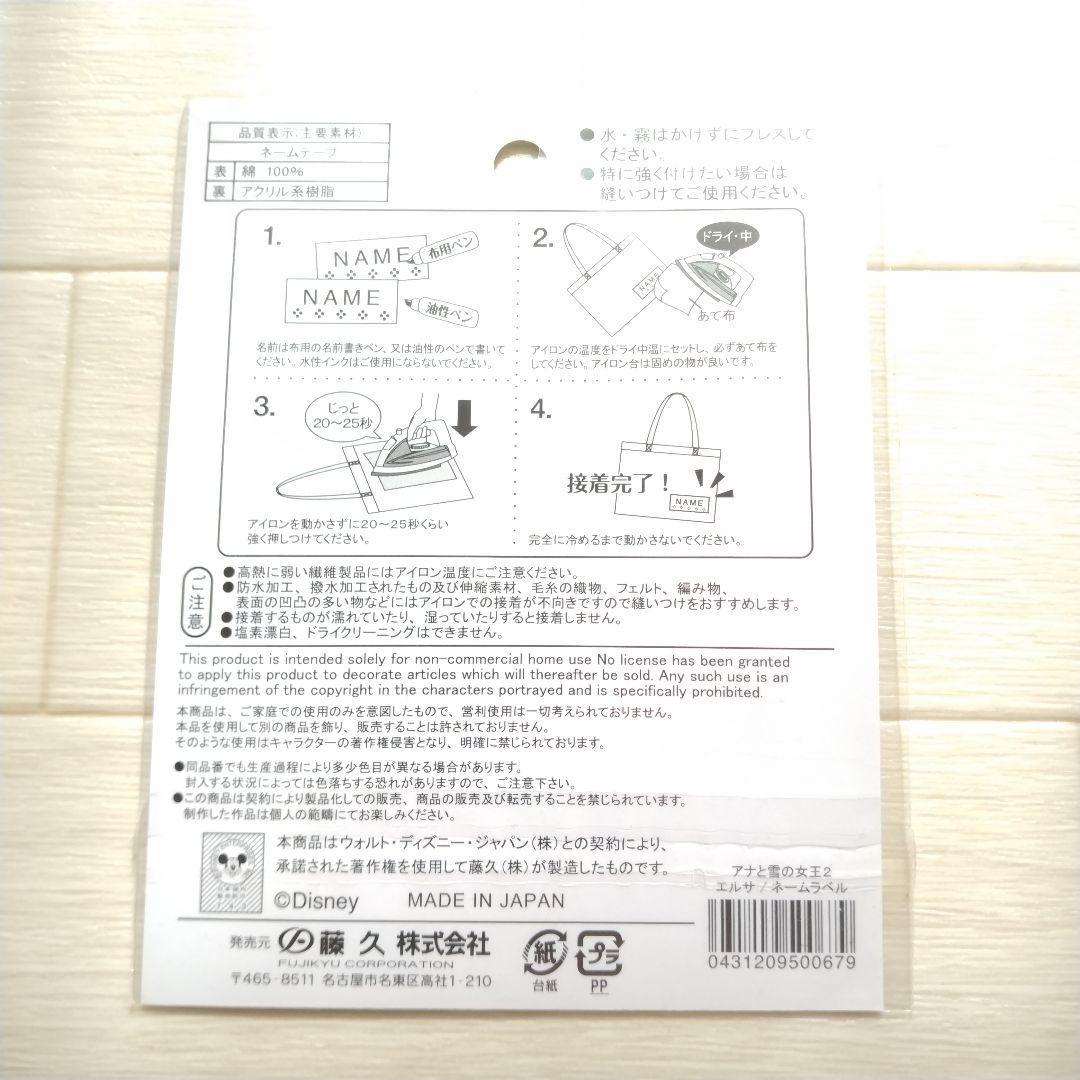 品質表示(主要素材)
ネームテープ
表 綿 100%
裏 アクリル系樹脂
● 水・霧はかけずにプレスして
ください。
● 特に強く付けたい場合は
縫いつけてご使用ください。
1.
NAME
布用ペン
NAME
油性ペン
名前は布用の名前書きペン、又は油性のペンで書いて
ください。水性インクはご使用にならないでください。
2.
ドライ・中
NAME
あて布
アイロンの温度をドライ中温にセットし、必ずあて布を
してください。アイロン台は固めの物が良いです。
3.
じっと
20〜25秒
アイロンを動かさずに20〜25秒くらい
強く押しつけてください。
4.
接着完了!
NAME
完全に冷めるまで動かさないでください。
ご注意
●高熱に弱い繊維製品にはアイロン温度にご注意ください。
●防水加工、撥水加工されたもの及び伸縮素材、毛糸の織物、フェルト、編み物、
表面の凹凸の多い物などにはアイロンでの接着が不向きですので縫いつけをおすすめします。
●接着するものが濡れていたり、湿っていたりすると接着しません。
●塩素漂白、ドライクリーニングはできません。
This product is intended solely for non-commercial home use No license has been granted
to apply this product to decorate articles which will thereafter be sold. Any such use is an
infringement of the copyright in the characters portrayed and is specifically prohibited.
本商品は、ご家庭での使用のみを意図したもので、営利使用は一切考えられておりません。
本品を使用して別の商品を飾り、販売することは許されておりません。
そのような使用はキャラクターの著作権侵害となり、明確に禁じられております。
●同品番でも生産過程により多少色目が異なる場合があります。
封入する状況によっては色落ちする恐れがありますので、ご注意下さい。
●この商品は契約により製品化しての販売、商品の販売及び転売することを禁じられています。
制作した作品は個人の範疇にてお楽しみください。
本商品はウォルト・ディズニー・ジャパン(株)との契約により、
承諾された著作権を使用して藤久(株)が製造したものです。
©Disney MADE IN JAPAN
アナと雪の女王2
エルサ/ネームラベル
0431209500679
発売元 藤久 株式会社
FUJIKYU CORPORATION
〒465-8511 名古屋市名東区高社1-210
紙
台紙
プラ
PP